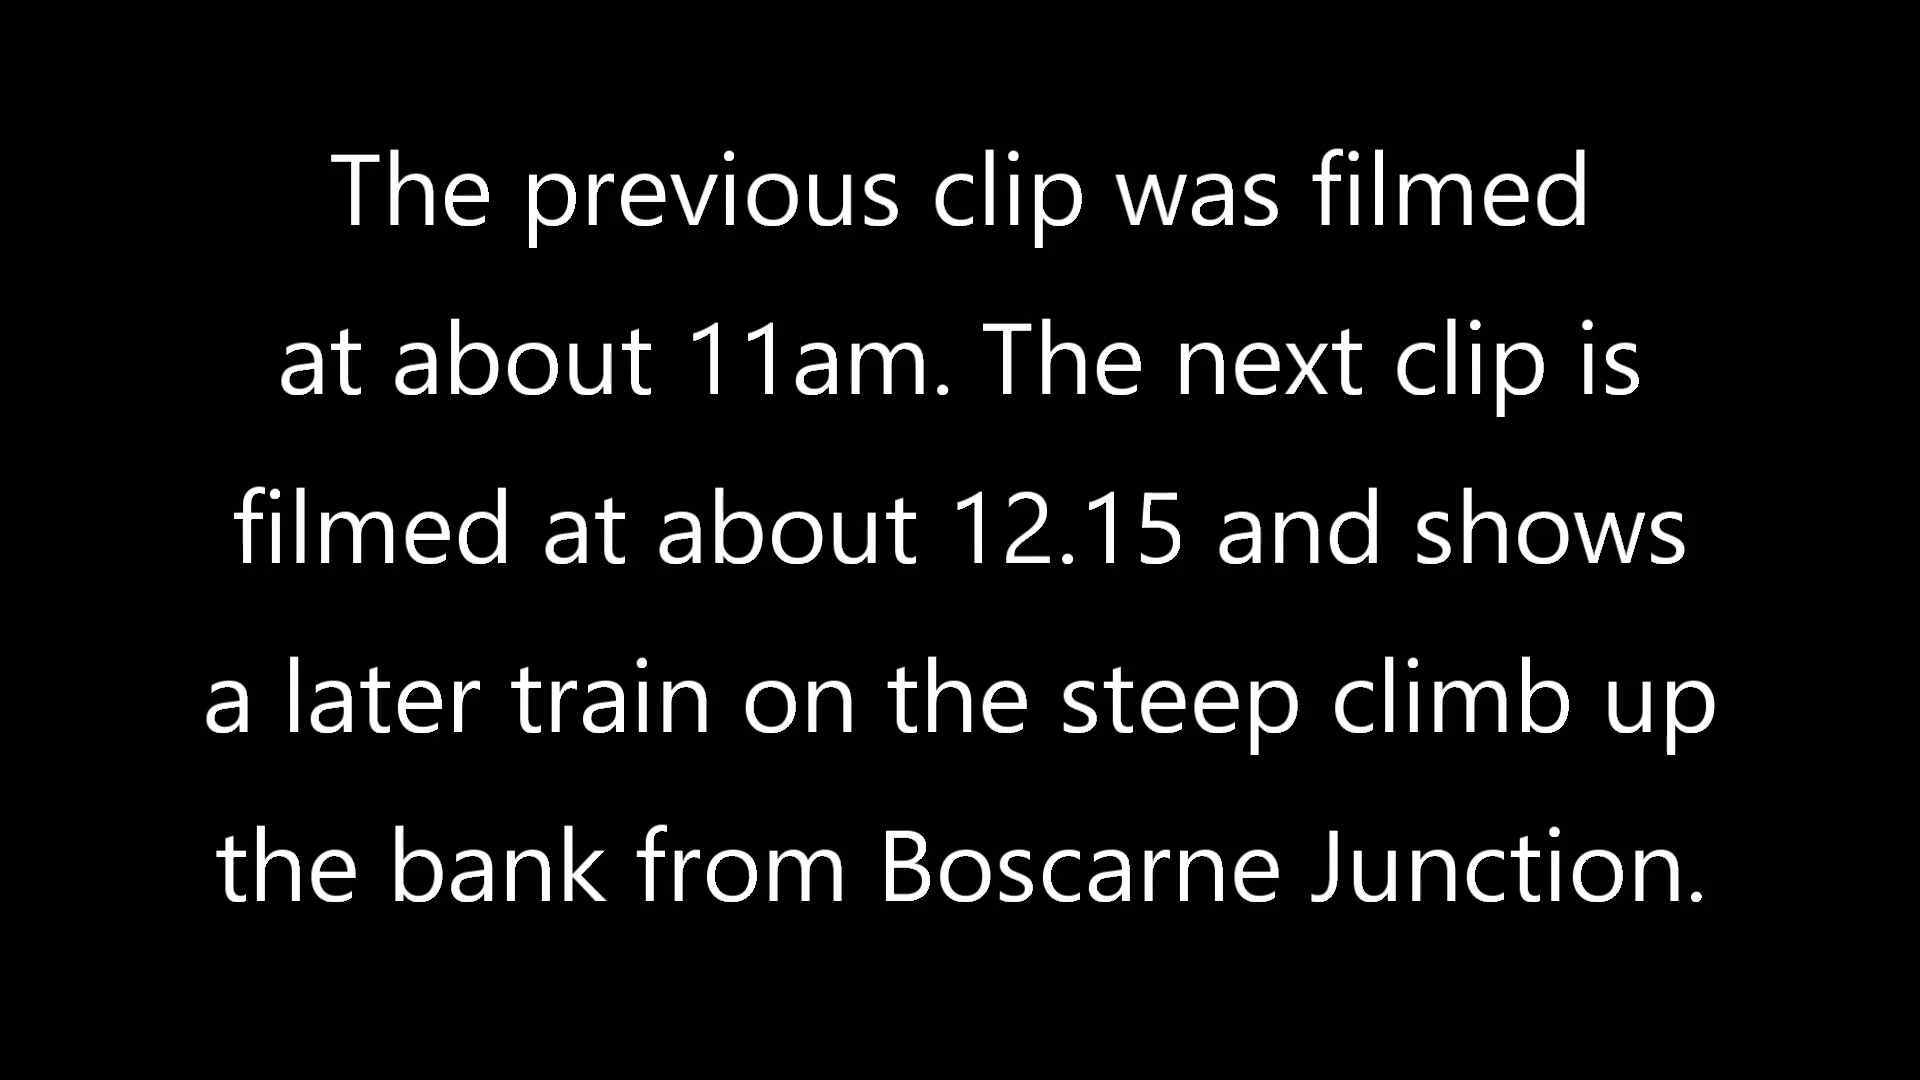 The previous clip was filmed
at about 11am. The next clip is
filmed at about 12.15 and shows
a later train on the steep climb up
the bank from Boscarne Junction.